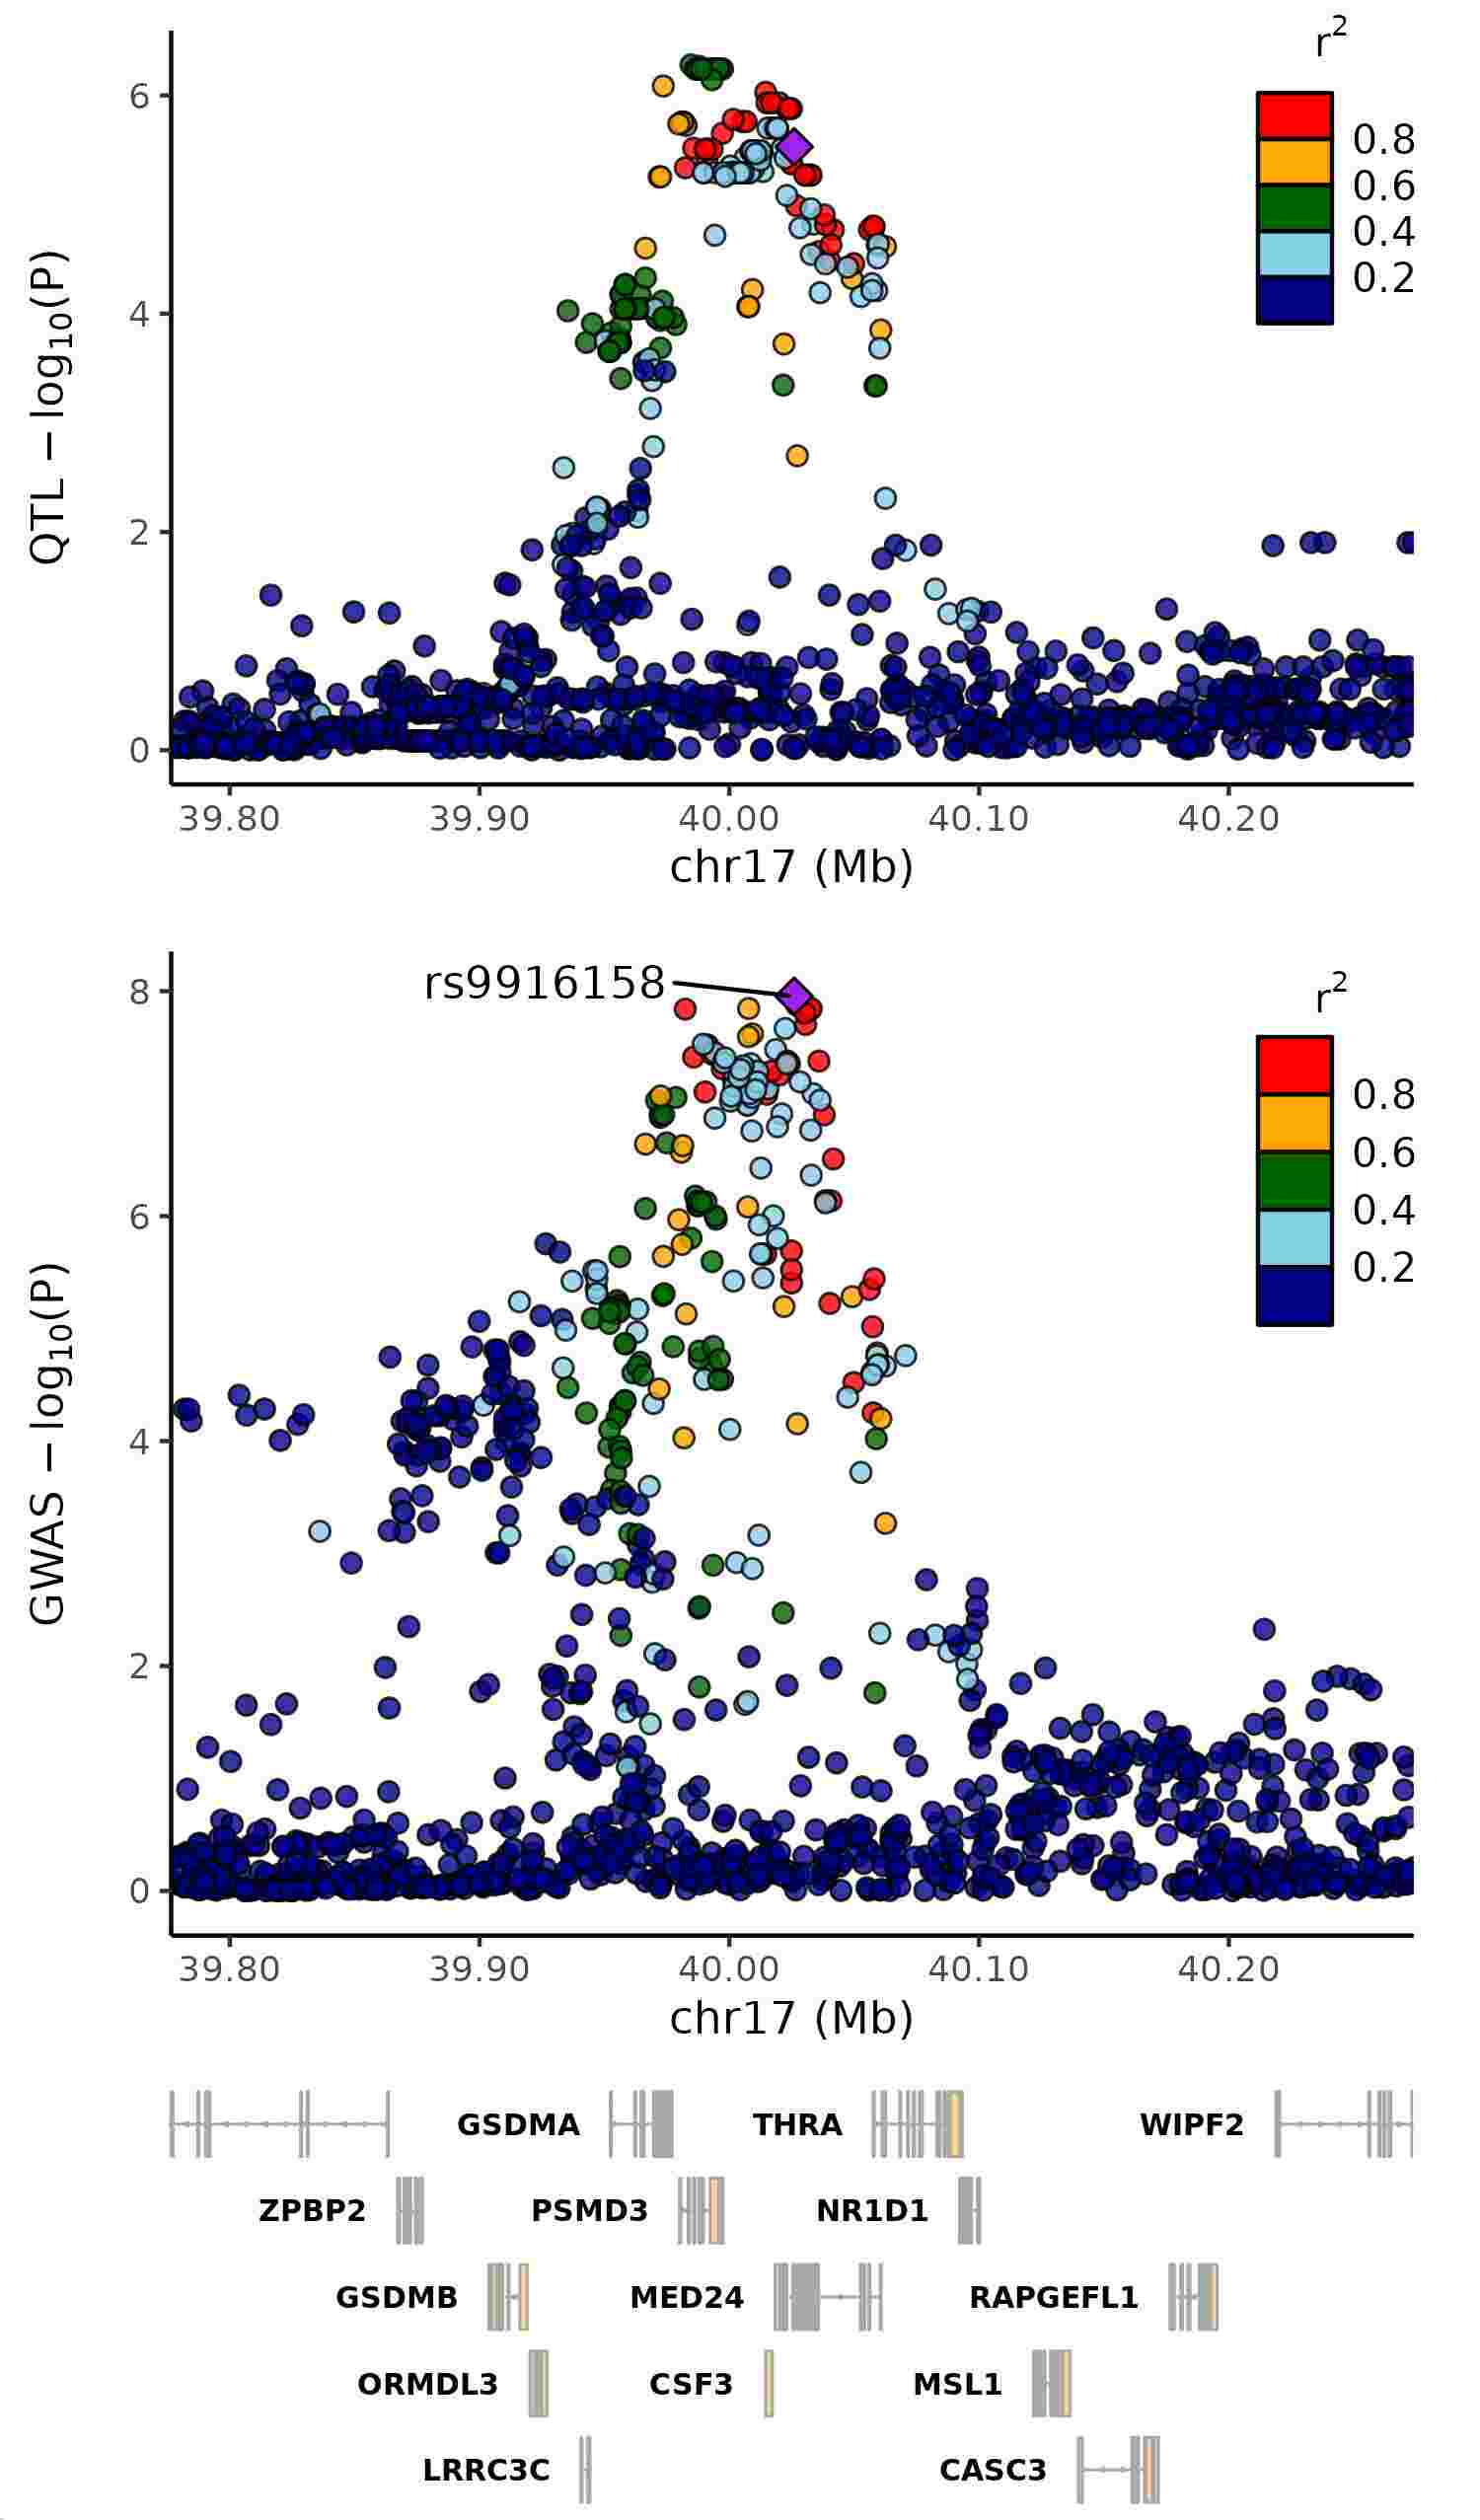 r²
0.8
0.6
0.4
0.2
QTL −log₁₀(P)
6
4
2
0
39.80 39.90 40.00 40.10 40.20
chr17 (Mb)
rs9916158
r²
0.8
0.6
0.4
0.2
GWAS −log₁₀(P)
8
6
4
2
0
39.80 39.90 40.00 40.10 40.20
chr17 (Mb)
GSDMA THRA WIPF2
ZPBP2 PSMD3 NR1D1
GSDMB MED24 RAPGEFL1
ORMDL3 CSF3 MSL1
LRRC3C CASC3